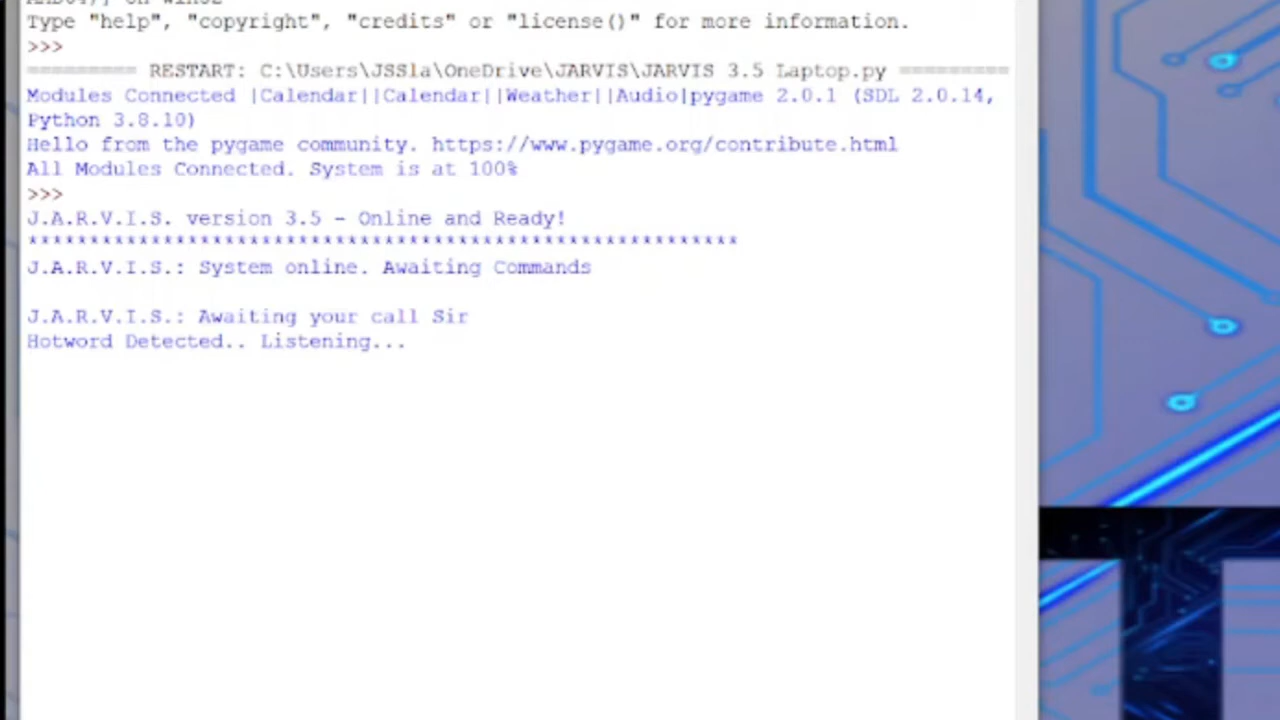 Type "help", "copyright", "credits" or "license()" for more information.
>>>
========= RESTART: C:\Users\JSSla\OneDrive\JARVIS\JARVIS 3.5 Laptop.py =========
Modules Connected |Calendar||Calendar||Weather||Audio|pygame 2.0.1 (SDL 2.0.14,
Python 3.8.10)
Hello from the pygame community. https://www.pygame.org/contribute.html
All Modules Connected. System is at 100%
>>>
J.A.R.V.I.S. version 3.5 - Online and Ready!
**********************************************************
J.A.R.V.I.S.: System online. Awaiting Commands
J.A.R.V.I.S.: Awaiting your call Sir
Hotword Detected.. Listening...